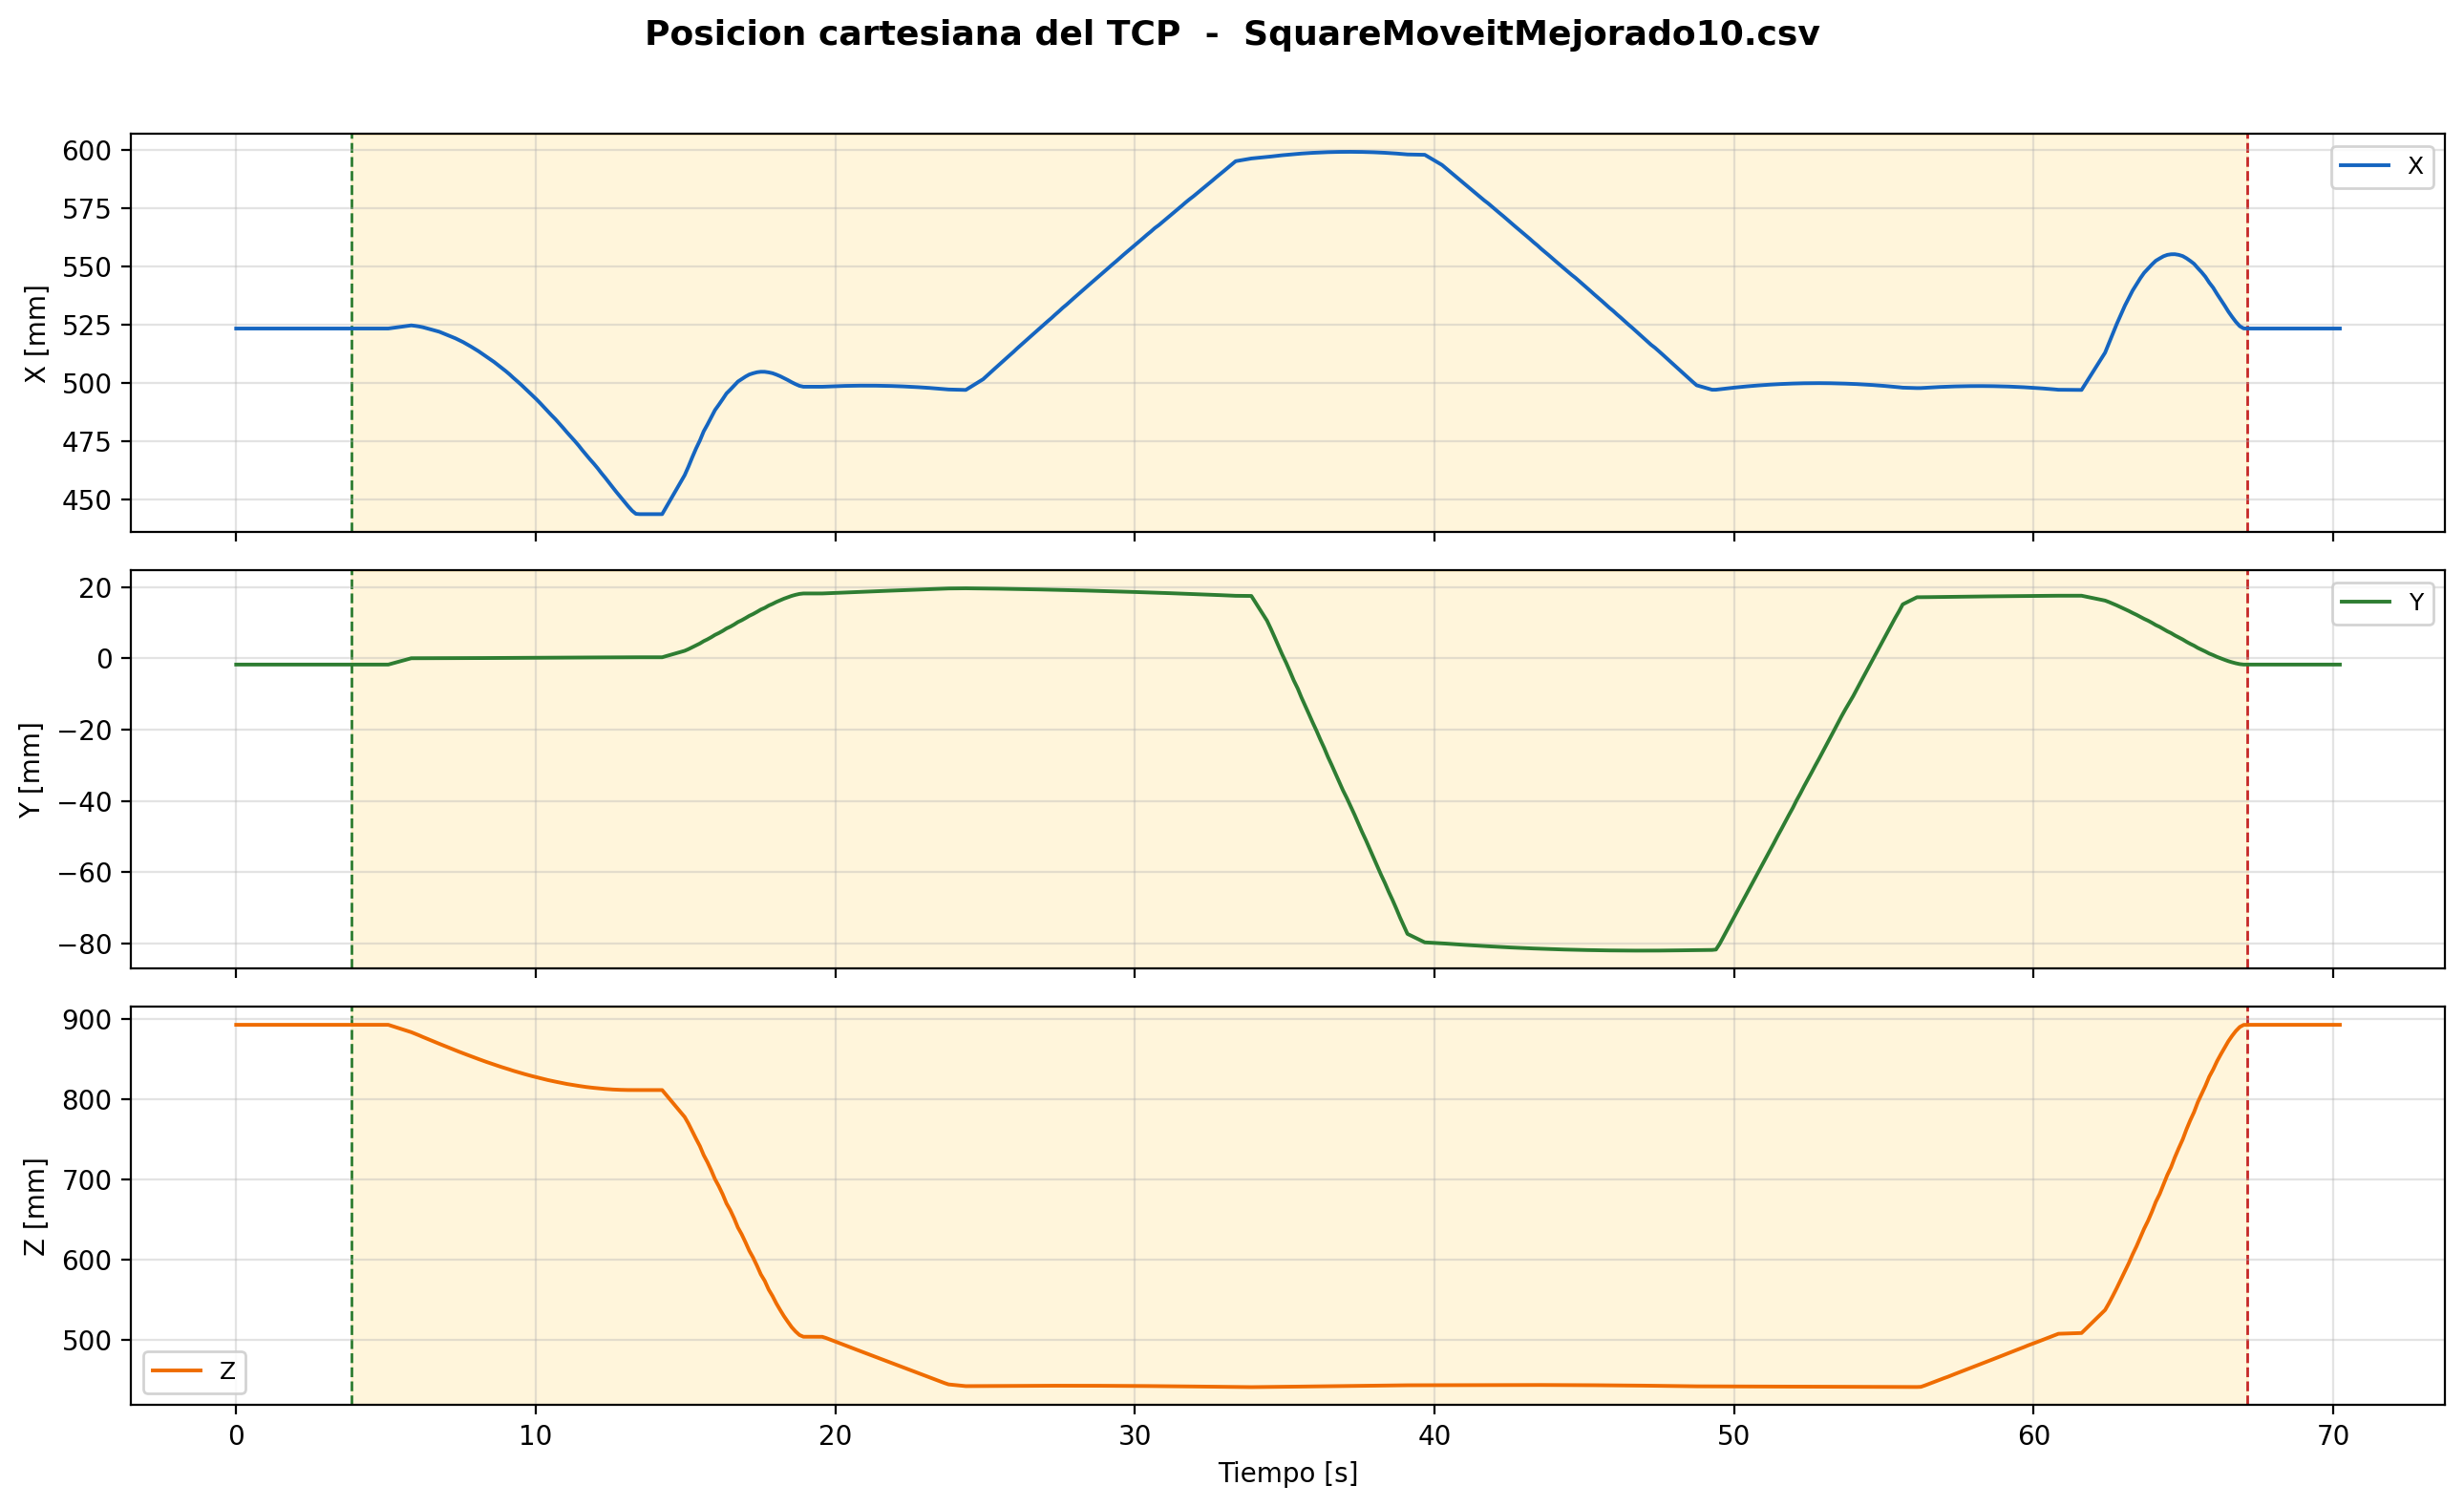 Posicion cartesiana del TCP  -  SquareMoveitMejorado10.csv
600
575
550
525
500
475
450
X [mm]
X
20
0
−20
−40
−60
−80
Y [mm]
Y
900
800
700
600
500
Z [mm]
Z
0 10 20 30 40 50 60 70
Tiempo [s]